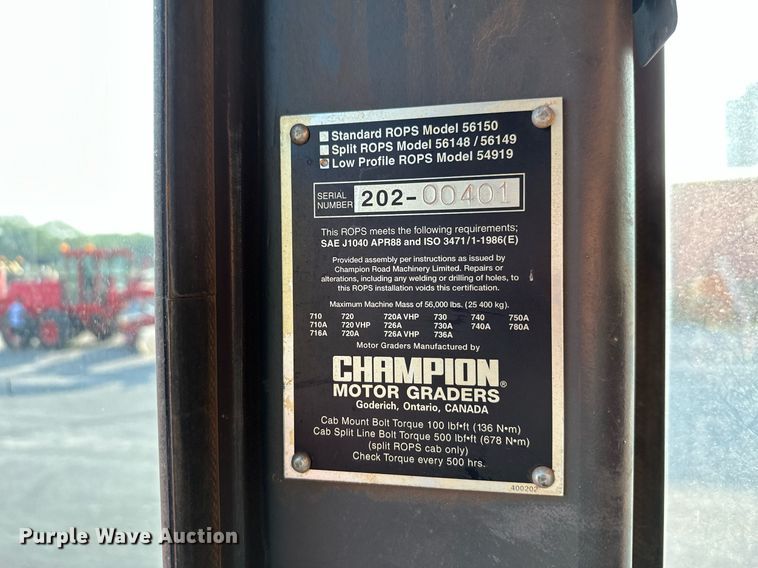 Standard ROPS Model 56150
Split ROPS Model 56148 / 56149
Low Profile ROPS Model 54919
SERIAL NUMBER 202-00401
This ROPS meets the following requirements;
SAE J1040 APR88 and ISO 3471/1-1986(E)
Provided assembly per instructions as issued by
Champion Road Machinery Limited. Repairs or
alterations, including any welding or drilling of holes, to
this ROPS installation voids this certification.
Maximum Machine Mass of 56,000 lbs. (25 400 kg).
710 720 720A VHP 730 740 750A
710A 720 VHP 726A 730A 740A 780A
716A 720A 726A VHP 736A
Motor Graders Manufactured by
CHAMPION®
MOTOR GRADERS
Goderich, Ontario, CANADA
Cab Mount Bolt Torque 100 lbf•ft (136 N•m)
Cab Split Line Bolt Torque 500 lbf•ft (678 N•m)
(split ROPS cab only)
Check Torque every 500 hrs.
400202
Purple Wave Auction®